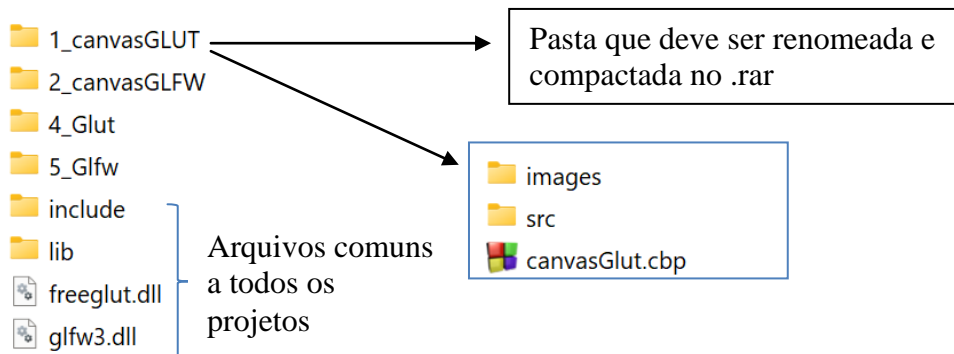 1_canvasGLUT
2_canvasGLFW
4_Glut
5_Glfw
include
lib
freeglut.dll
glfw3.dll
Arquivos comuns
a todos os
projetos
Pasta que deve ser renomeada e
compactada no .rar
images
src
canvasGlut.cbp